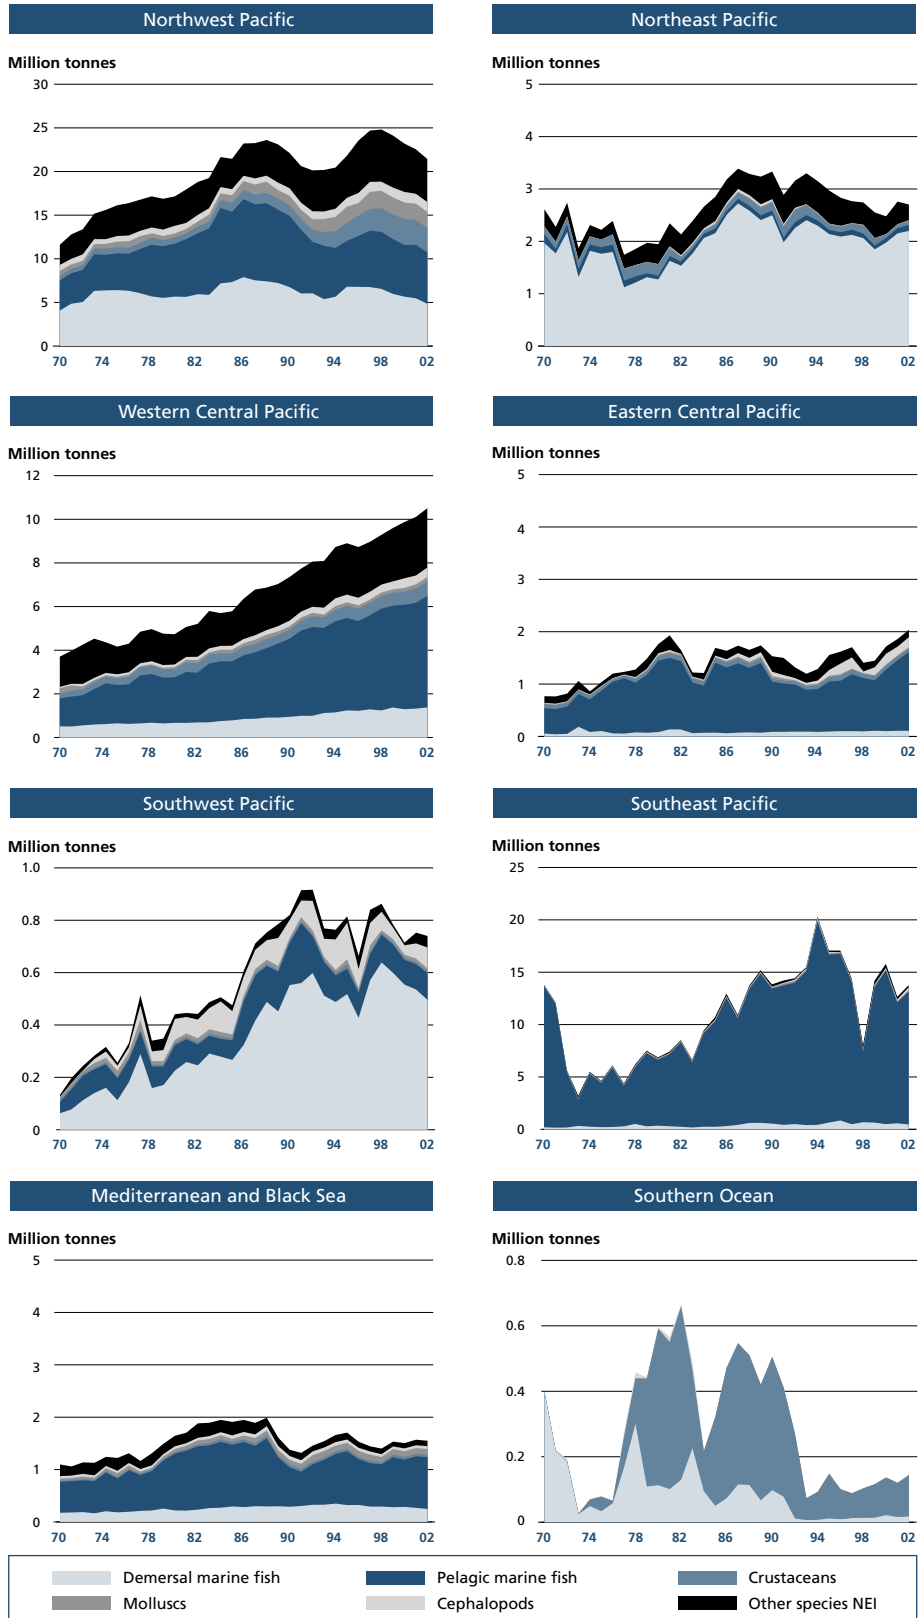 Northwest Pacific
Million tonnes
30
25
20
15
10
5
0
70 74 78 82 86 90 94 98 02
Northeast Pacific
Million tonnes
5
4
3
2
1
0
70 74 78 82 86 90 94 98 02
Western Central Pacific
Million tonnes
12
10
8
6
4
2
0
70 74 78 82 86 90 94 98 02
Eastern Central Pacific
Million tonnes
5
4
3
2
1
0
70 74 78 82 86 90 94 98 02
Southwest Pacific
Million tonnes
1.0
0.8
0.6
0.4
0.2
0
70 74 78 82 86 90 94 98 02
Southeast Pacific
Million tonnes
25
20
15
10
5
0
70 74 78 82 86 90 94 98 02
Mediterranean and Black Sea
Million tonnes
5
4
3
2
1
0
70 74 78 82 86 90 94 98 02
Southern Ocean
Million tonnes
0.8
0.6
0.4
0.2
0
70 74 78 82 86 90 94 98 02
Demersal marine fish
Pelagic marine fish
Crustaceans
Molluscs
Cephalopods
Other species NEI